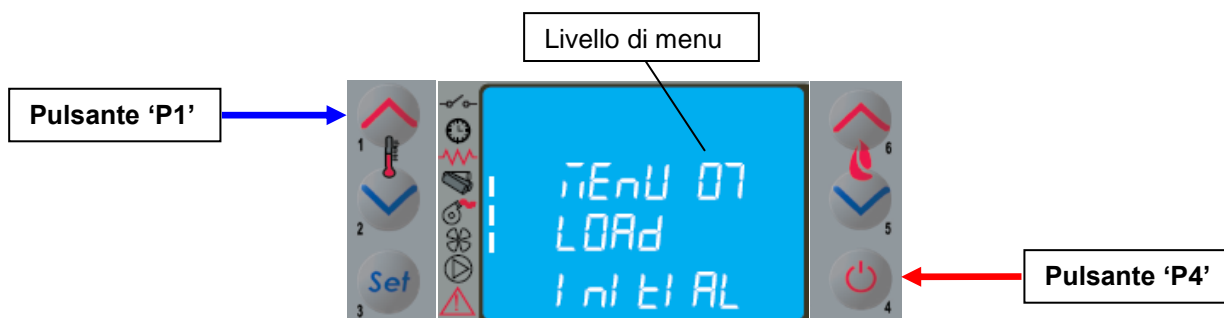 Livello di menu
Pulsante ‘P1’
1
2
Set
3
MEnU 07
LOAd
InItIAL
6
5
4
Pulsante ‘P4’